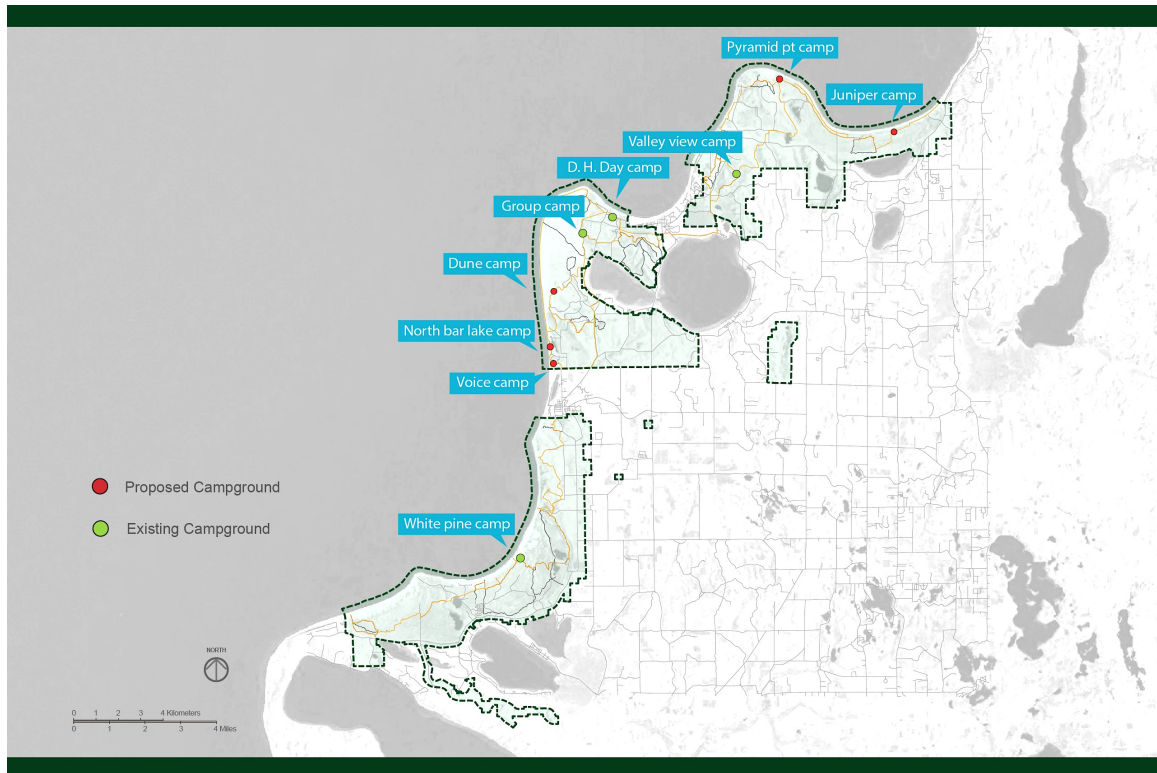 Pyramid pt camp
Juniper camp
Valley view camp
D. H. Day camp
Group camp
Dune camp
North bar lake camp
Voice camp
Proposed Campground
Existing Campground
White pine camp
NORTH
0 1 2 3 4 Kilometers
0 1 2 3 4 Miles